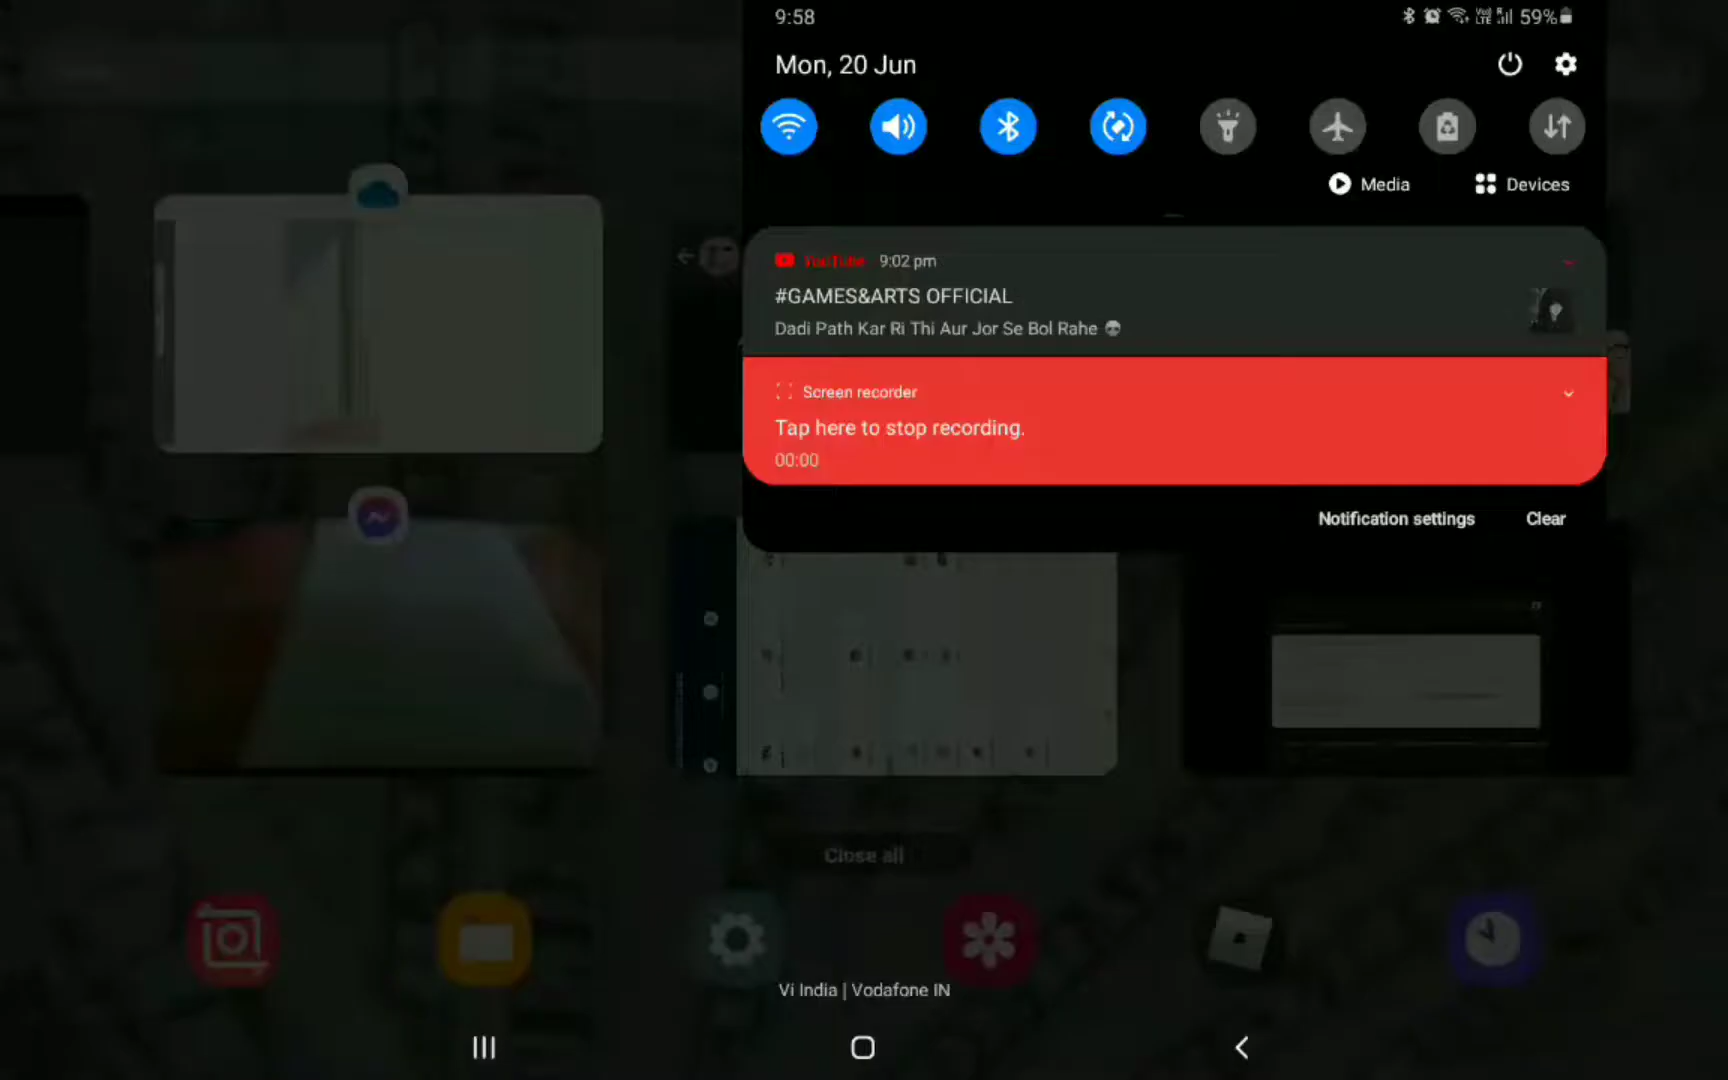 9:58
59%
Mon, 20 Jun
Media
Devices
YouTube 9:02 pm
#GAMES&ARTS OFFICIAL
Dadi Path Kar Ri Thi Aur Jor Se Bol Rahe 💀
Screen recorder
Tap here to stop recording.
00:00
Notification settings
Clear
Close all
Vi India | Vodafone IN